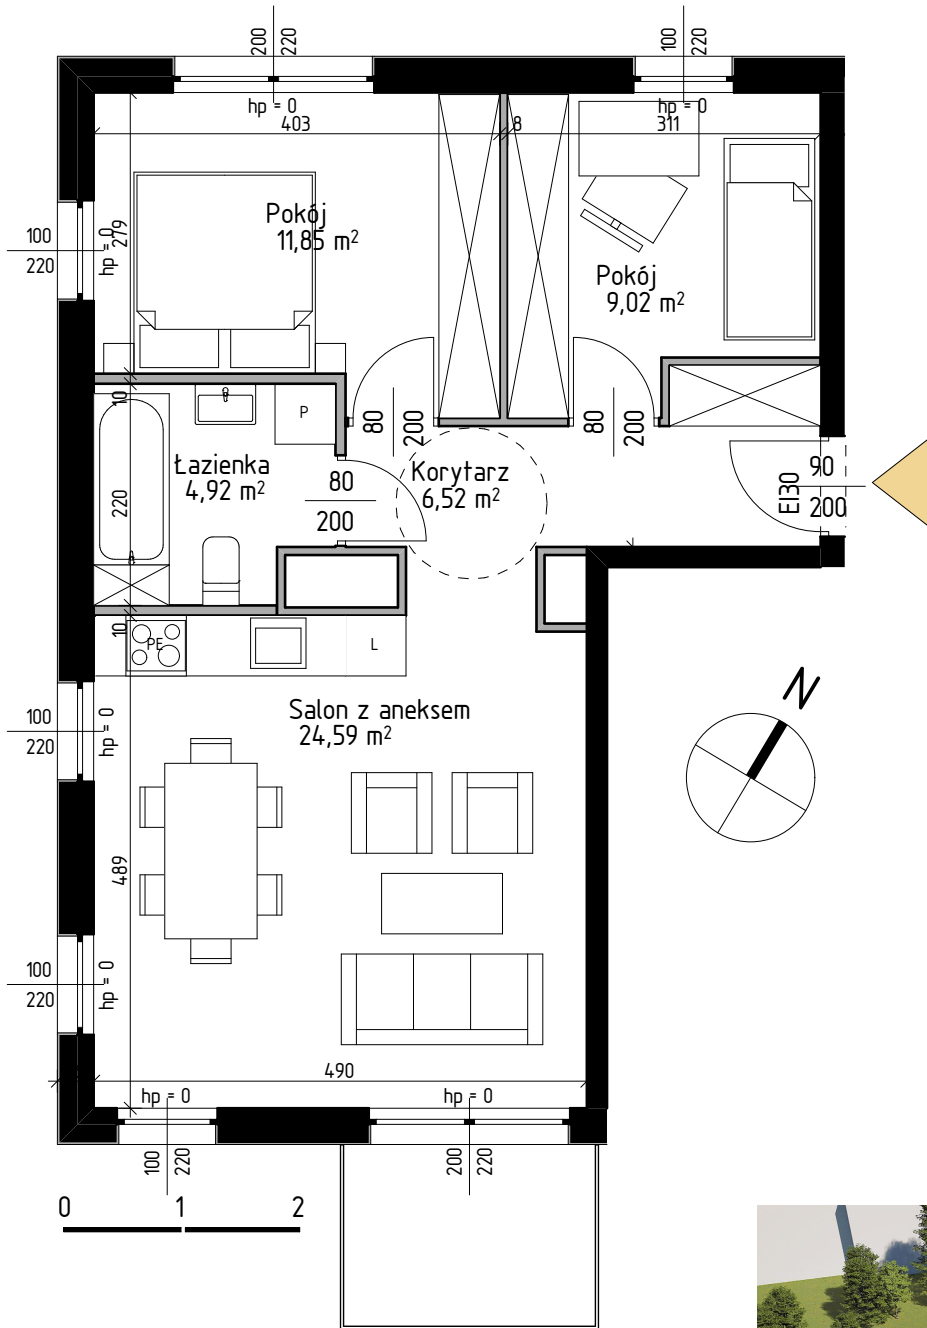 200
220
100
220
hp = 0
hp = 0
403
8
311
Pokój
11,85 m²
279
100
220
hp = 0
Pokój
9,02 m²
10
P
80
200
80
200
Łazienka
4,92 m²
Korytarz
6,52 m²
80
200
220
EI30
90
200
10
PE
L
Salon z aneksem
24,59 m²
N
100
220
hp = 0
489
100
220
hp = 0
490
hp = 0
hp = 0
100
220
200
220
0
1
2